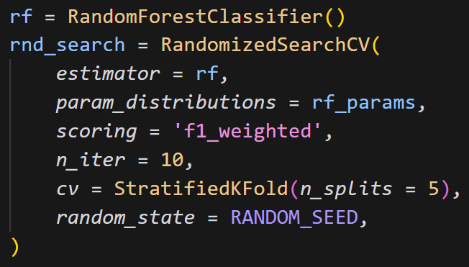 rf = RandomForestClassifier()
rnd_search = RandomizedSearchCV(
    estimator = rf,
    param_distributions = rf_params,
    scoring = 'f1_weighted',
    n_iter = 10,
    cv = StratifiedKFold(n_splits = 5),
    random_state = RANDOM_SEED,
)